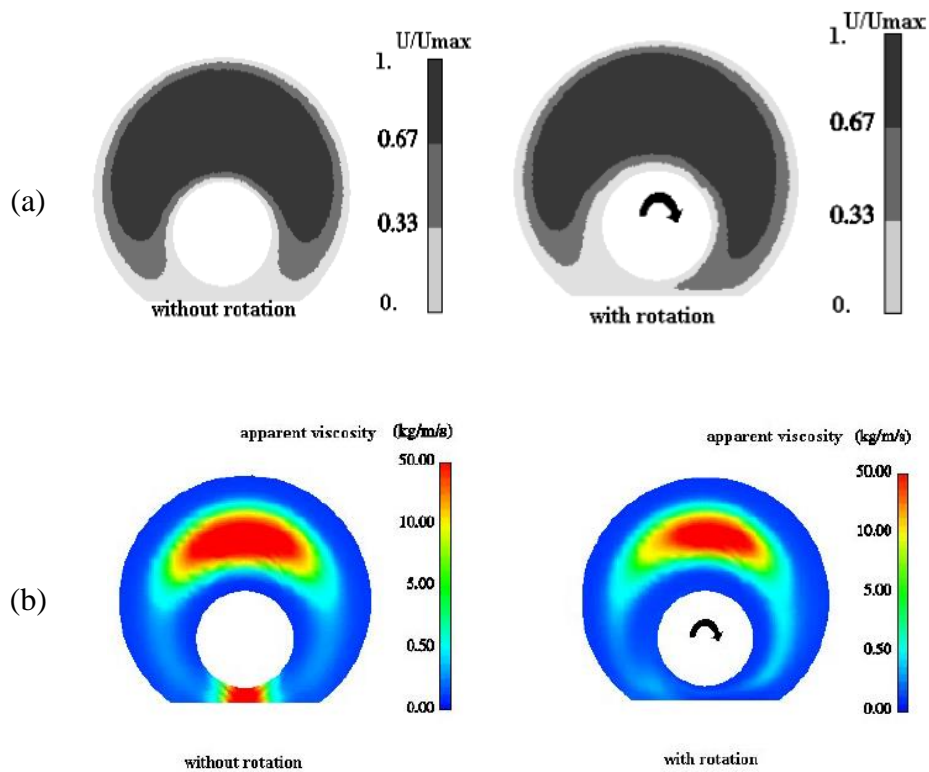 U/Umax
1.
0.67
0.33
0.
without rotation
U/Umax
1.
0.67
0.33
0.
with rotation
(a)
apparent viscosity (kg/m/s)
50.00
10.00
5.00
0.50
0.00
without rotation
apparent viscosity (kg/m/s)
50.00
10.00
5.00
0.50
0.00
with rotation
(b)